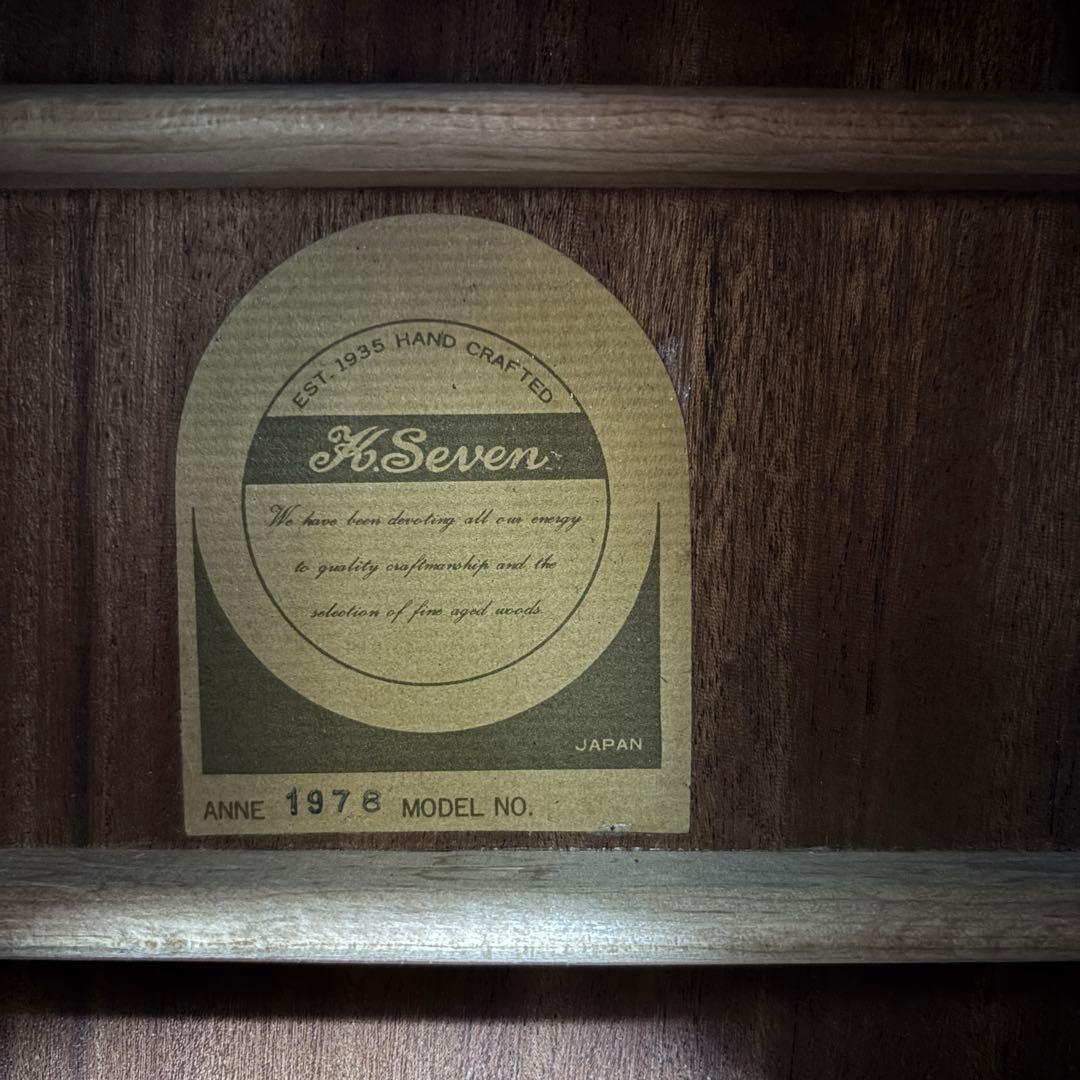 EST. 1935 HAND CRAFTED
K.Seven
We have been devoting all our energy
to quality craftmanship and the
selection of fine aged woods.
JAPAN
ANNE 1978 MODEL NO.